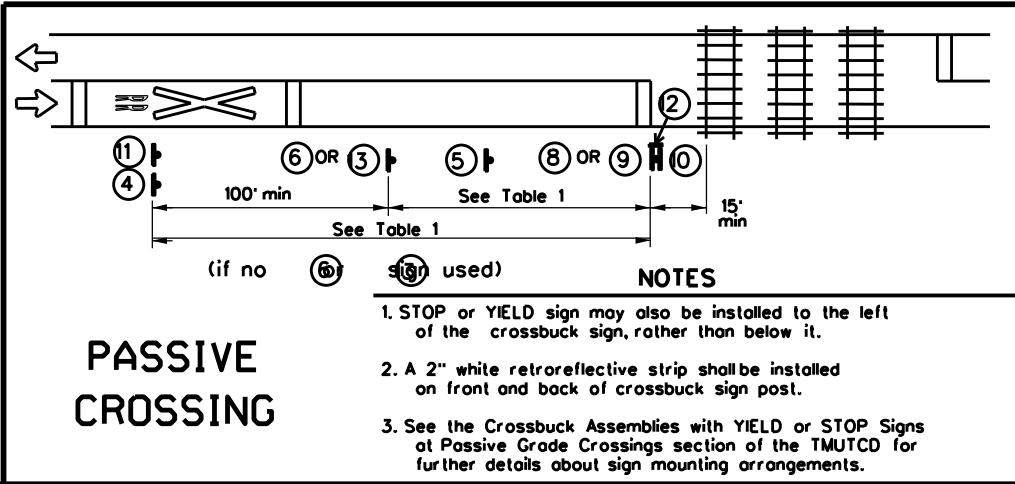 12
11
6 OR 13
5
8 OR 9
10
4
100' min
See Table 1
15'
min
See Table 1
(if no 6 or 13 sign used)
NOTES
1. STOP or YIELD sign may also be installed to the left
of the crossbuck sign, rather than below it.
PASSIVE
CROSSING
2. A 2" white retroreflective strip shall be installed
on front and back of crossbuck sign post.
3. See the Crossbuck Assemblies with YIELD or STOP Signs
at Passive Grade Crossings section of the TMUTCD for
further details about sign mounting arrangements.